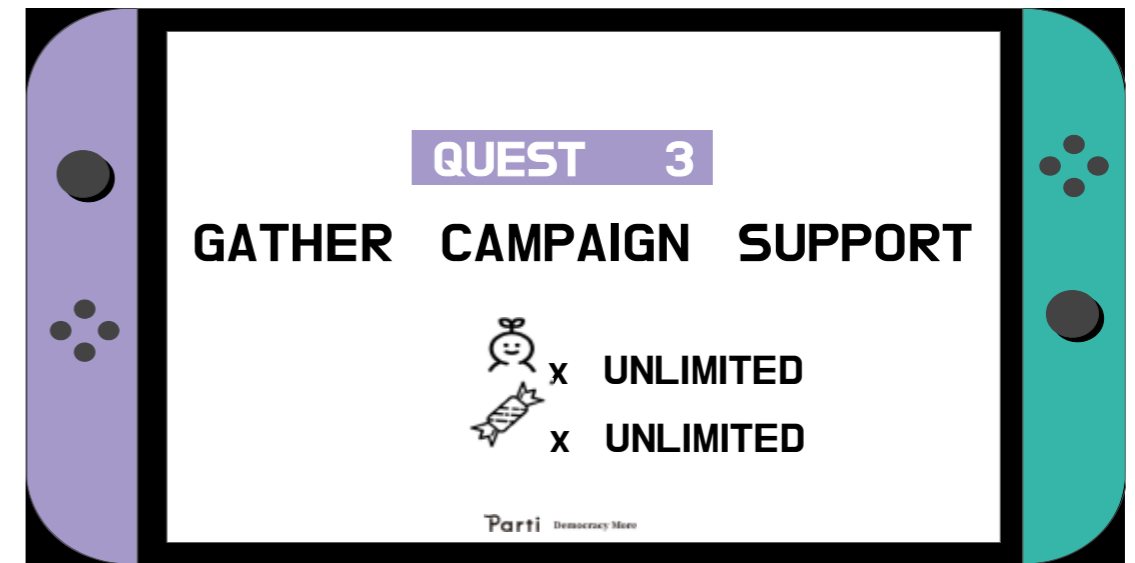 QUEST 3
GATHER CAMPAIGN SUPPORT
x UNLIMITED
x UNLIMITED
Parti Democracy More